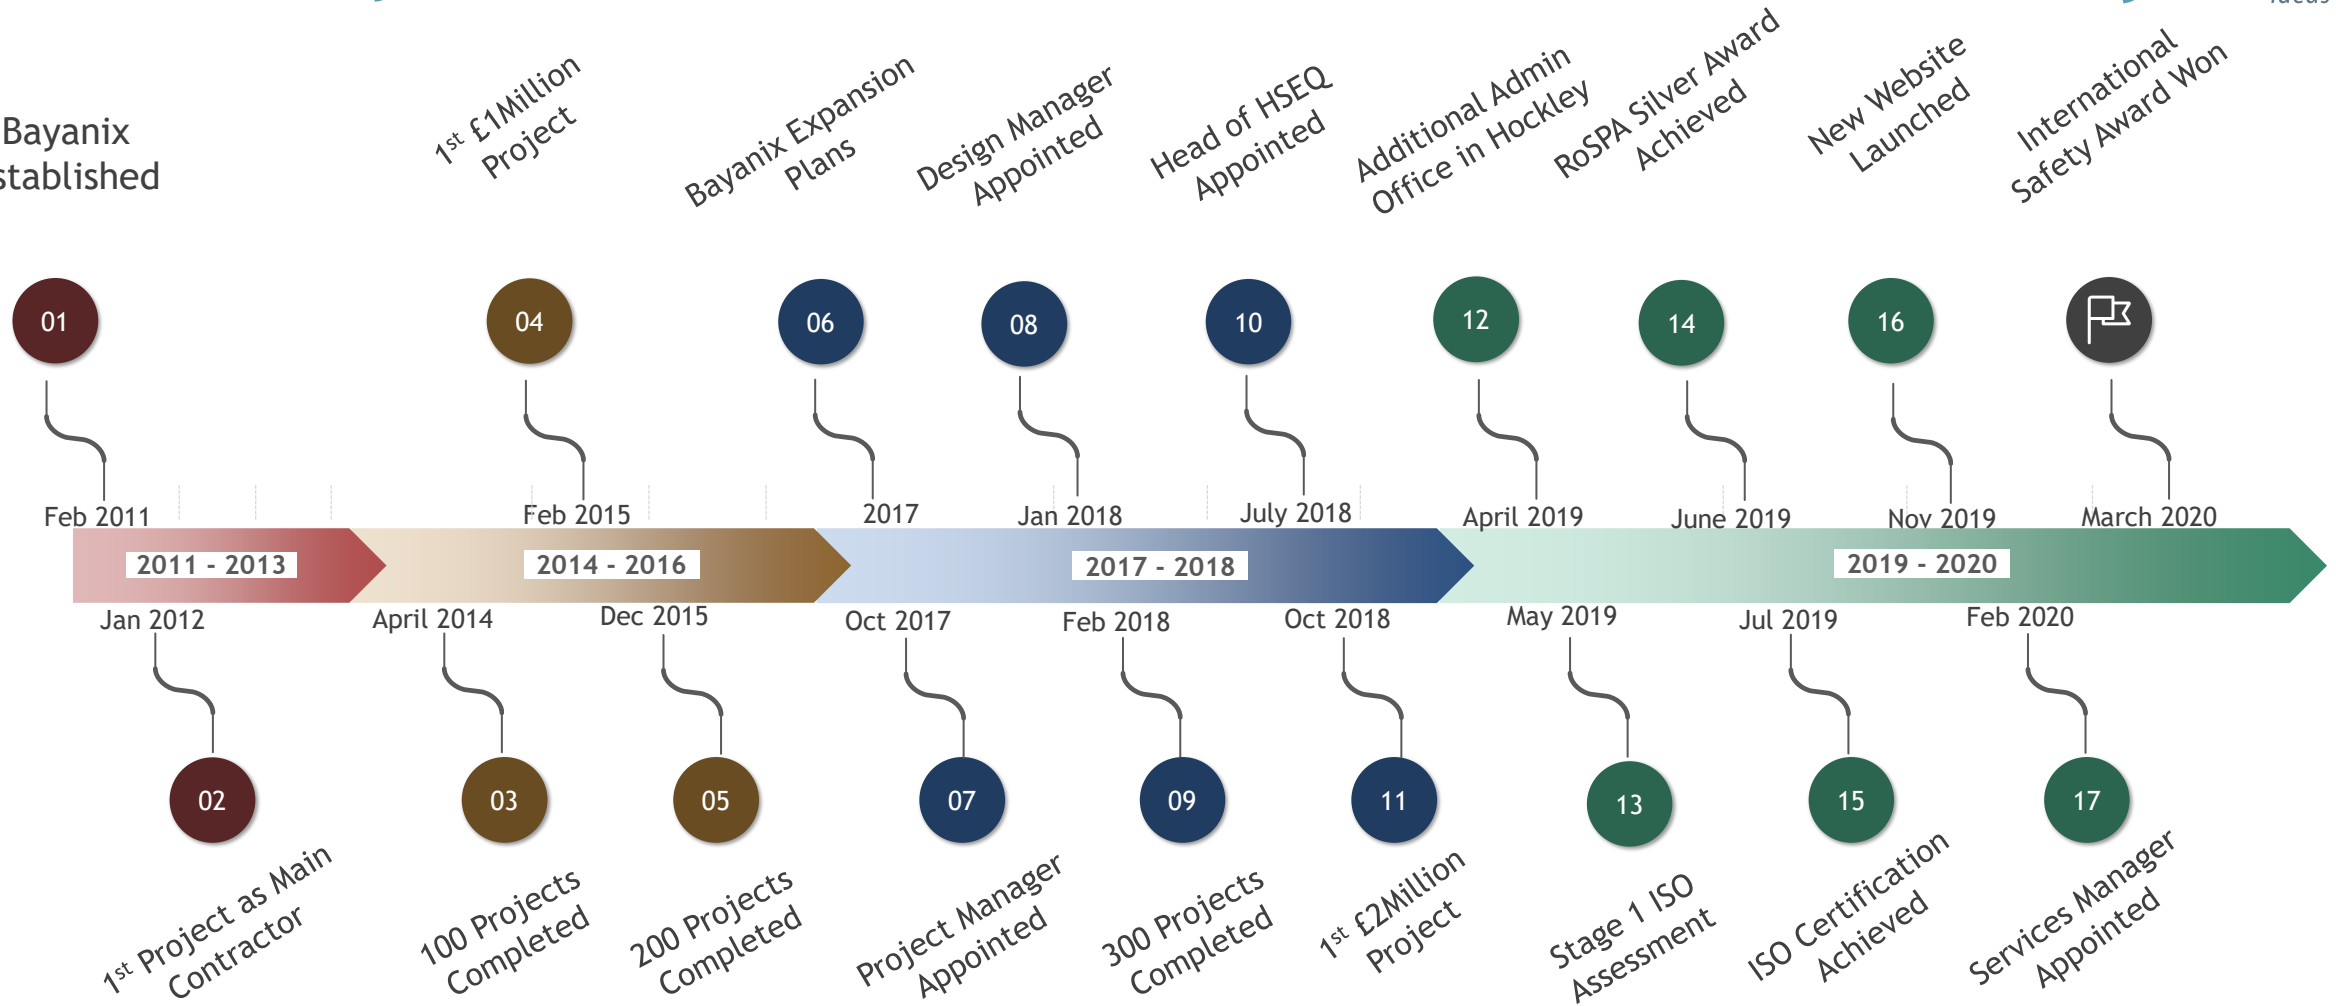 1st £1Million
Project
Bayanix Expansion
Plans
Design Manager
Appointed
Head of HSEQ
Appointed
Additional Admin
Office in Hockley
RoSPA Silver Award
Achieved
New Website
Launched
International
Safety Award Won
Bayanix
stablished
01
04
06
08
10
12
14
16
Feb 2011
Feb 2015
2017
Jan 2018
July 2018
April 2019
June 2019
Nov 2019
March 2020
2011 - 2013
2014 - 2016
2017 - 2018
2019 - 2020
Jan 2012
April 2014
Dec 2015
Oct 2017
Feb 2018
Oct 2018
May 2019
Jul 2019
Feb 2020
02
03
05
07
09
11
13
15
17
1st Project as Main
Contractor
100 Projects
Completed
200 Projects
Completed
Project Manager
Appointed
300 Projects
Completed
1st £2Million
Project
Stage 1 ISO
Assessment
ISO Certification
Achieved
Services Manager
Appointed